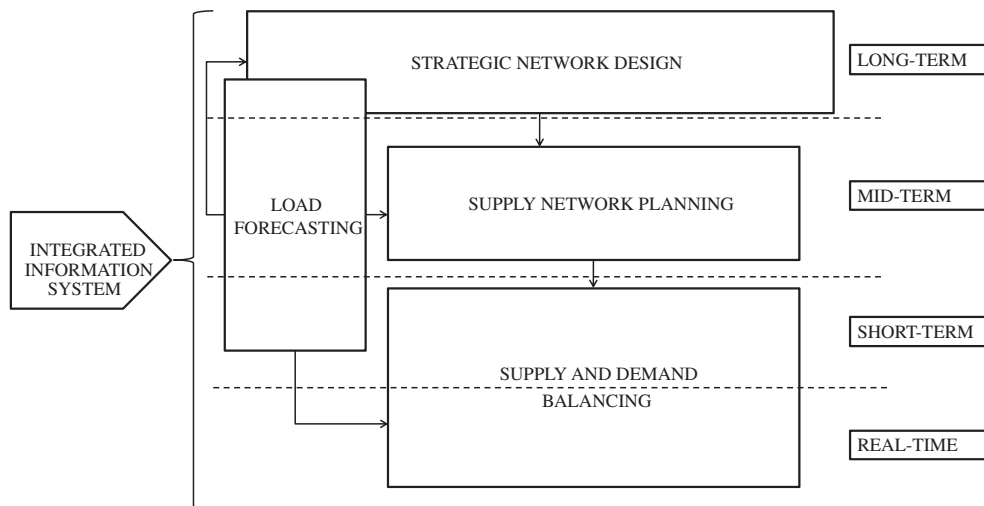 STRATEGIC NETWORK DESIGN
LONG-TERM
LOAD
FORECASTING
SUPPLY NETWORK PLANNING
MID-TERM
INTEGRATED
INFORMATION
SYSTEM
SUPPLY AND DEMAND
BALANCING
SHORT-TERM
REAL-TIME